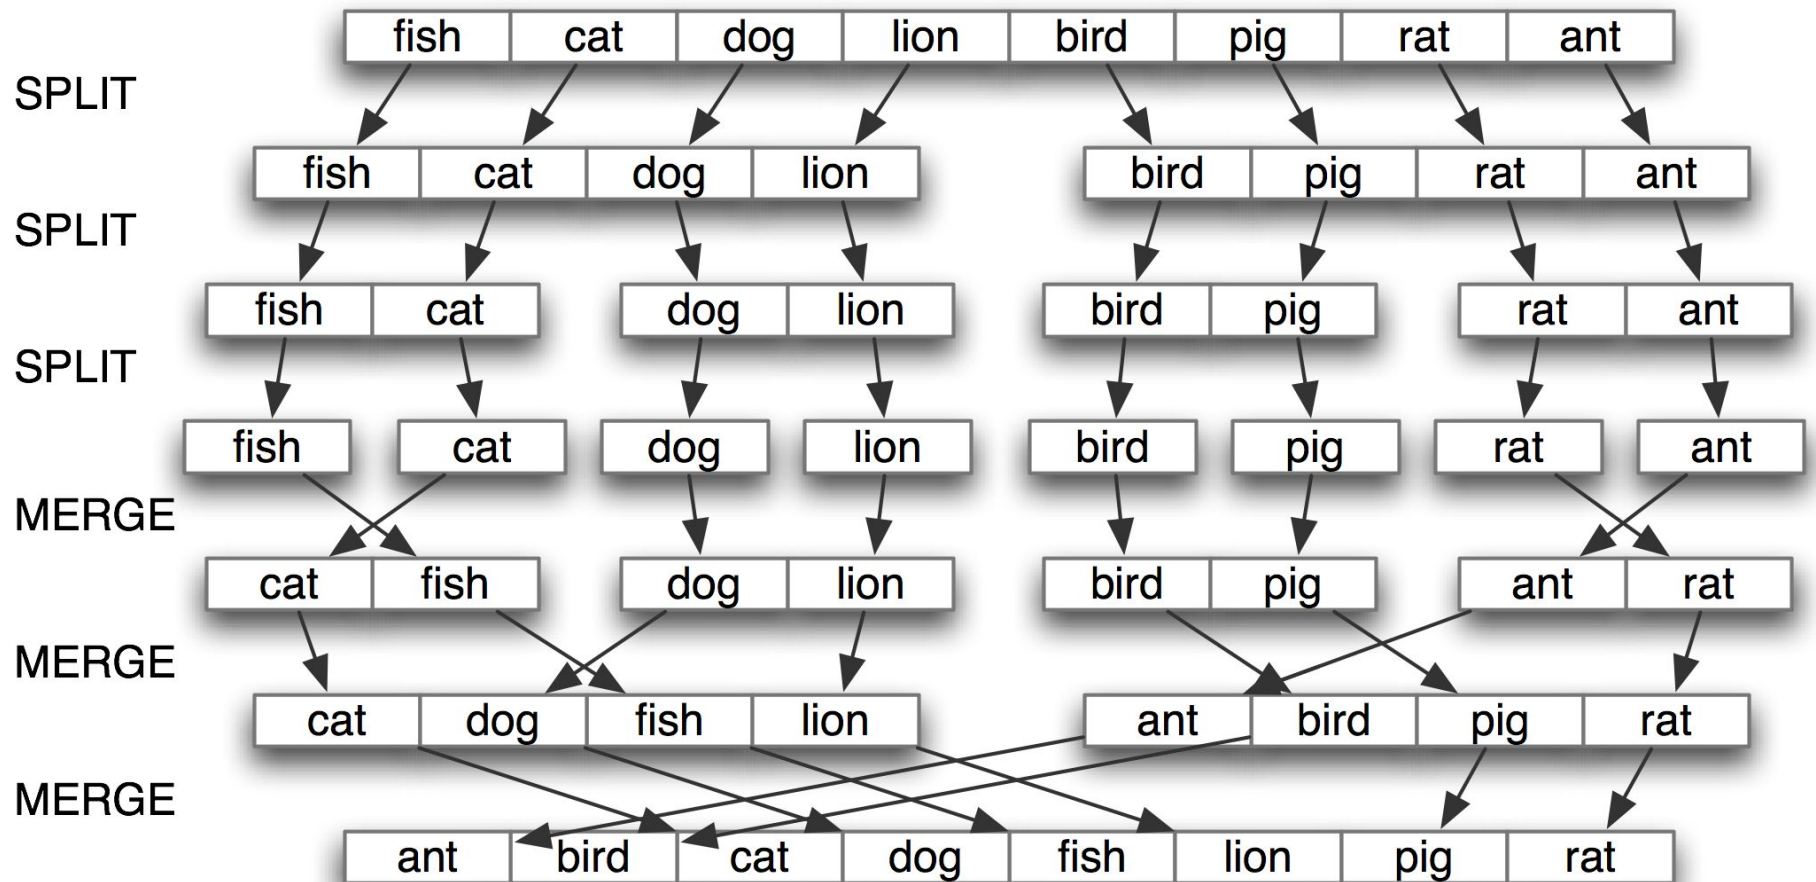 fish cat dog lion bird pig rat ant
SPLIT
fish cat dog lion bird pig rat ant
SPLIT
fish cat dog lion bird pig rat ant
SPLIT
fish cat dog lion bird pig rat ant
MERGE
cat fish dog lion bird pig ant rat
MERGE
cat dog fish lion ant bird pig rat
MERGE
ant bird cat dog fish lion pig rat